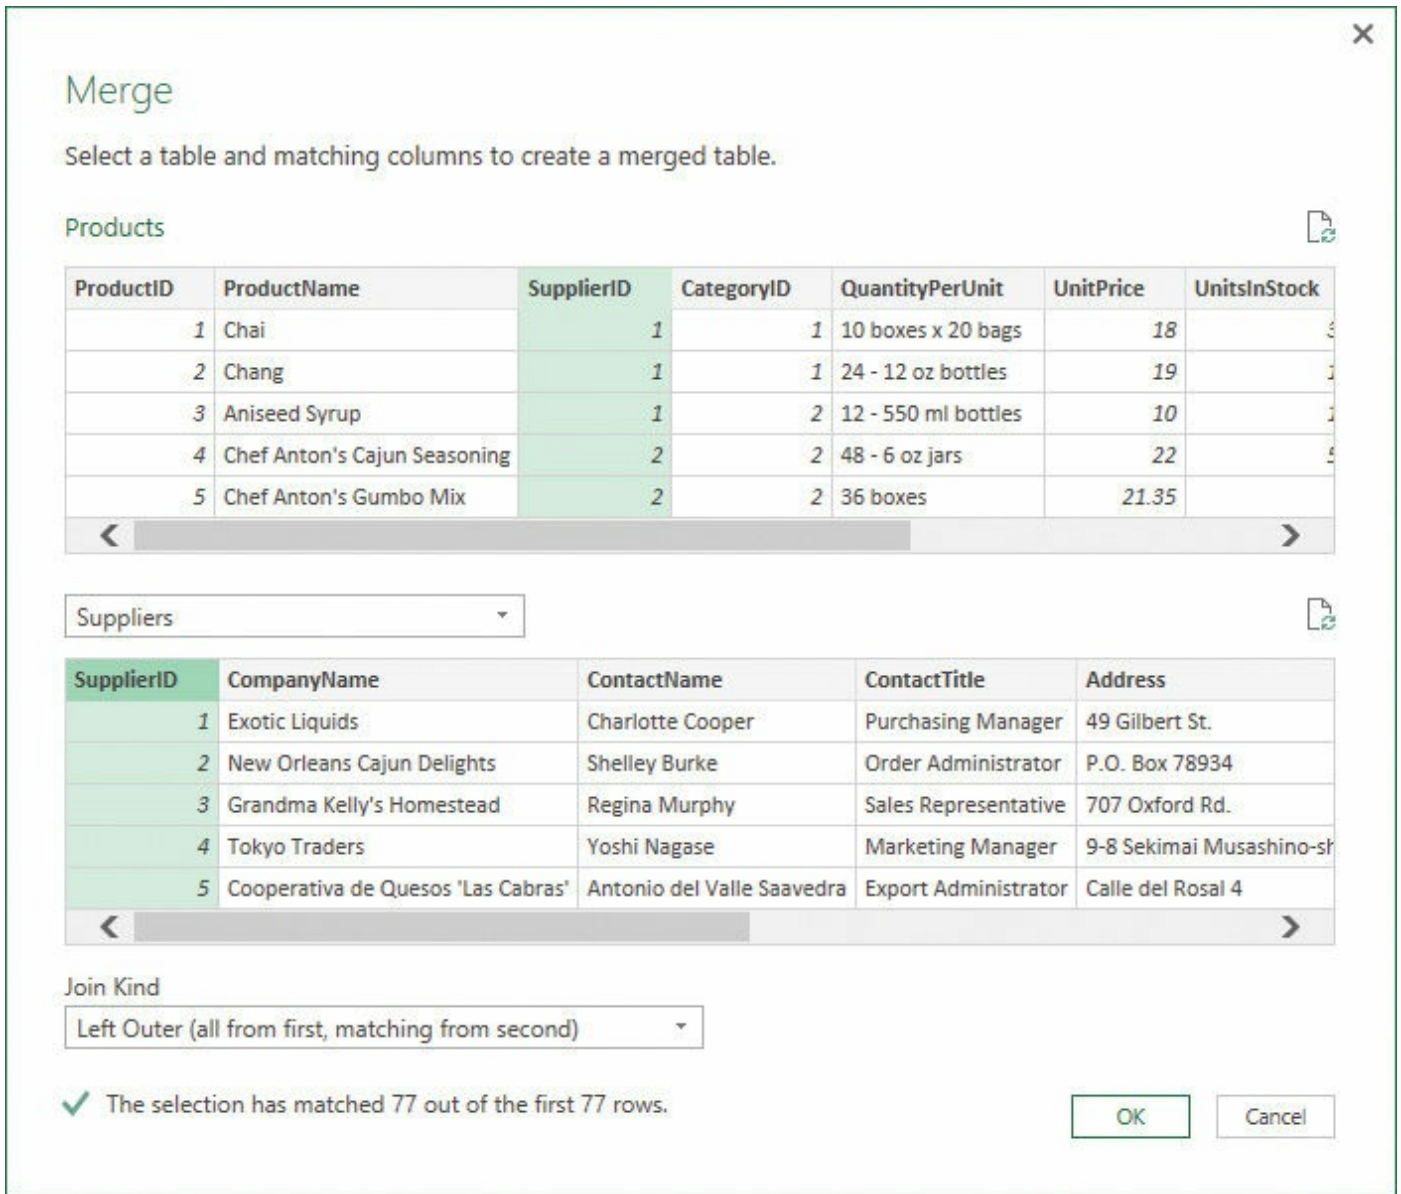 Merge
Select a table and matching columns to create a merged table.
Products
ProductID ProductName SupplierID CategoryID QuantityPerUnit UnitPrice UnitsInStock
1 Chai 1 1 10 boxes x 20 bags 18
2 Chang 1 1 24 - 12 oz bottles 19
3 Aniseed Syrup 1 2 12 - 550 ml bottles 10
4 Chef Anton's Cajun Seasoning 2 2 48 - 6 oz jars 22
5 Chef Anton's Gumbo Mix 2 2 36 boxes 21.35
Suppliers
SupplierID CompanyName ContactName ContactTitle Address
1 Exotic Liquids Charlotte Cooper Purchasing Manager 49 Gilbert St.
2 New Orleans Cajun Delights Shelley Burke Order Administrator P.O. Box 78934
3 Grandma Kelly's Homestead Regina Murphy Sales Representative 707 Oxford Rd.
4 Tokyo Traders Yoshi Nagase Marketing Manager 9-8 Sekimai Musashino-sh
5 Cooperativa de Quesos 'Las Cabras' Antonio del Valle Saavedra Export Administrator Calle del Rosal 4
Join Kind
Left Outer (all from first, matching from second)
The selection has matched 77 out of the first 77 rows.
OK Cancel